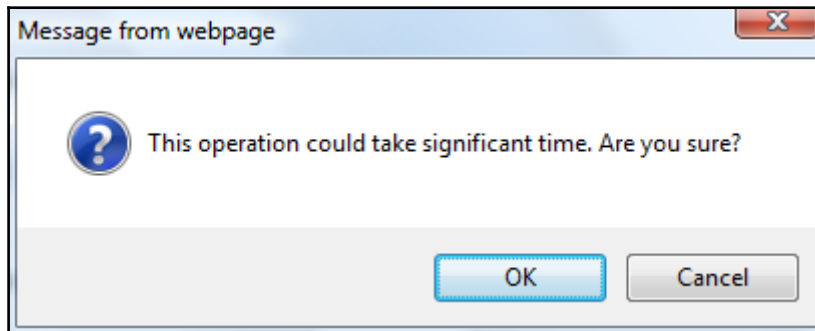 Message from webpage
This operation could take significant time. Are you sure?
OK
Cancel